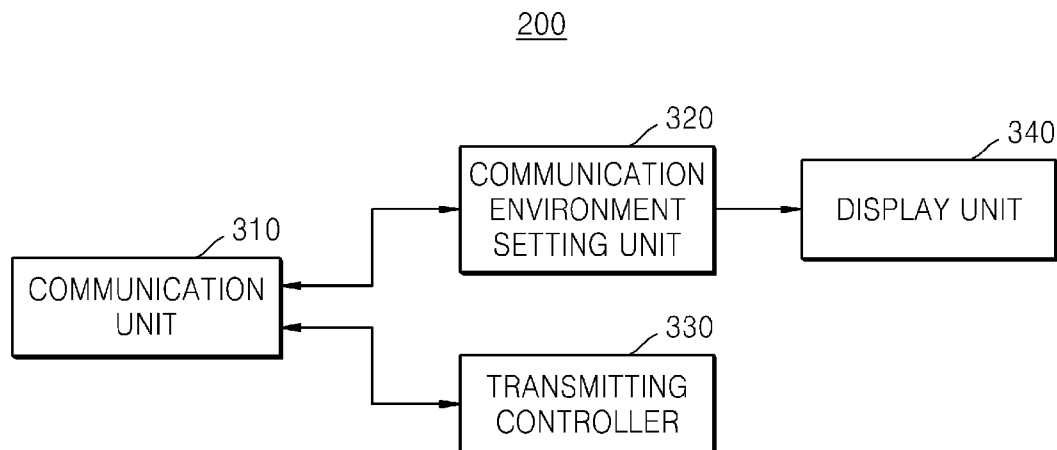 200
320
COMMUNICATION
ENVIRONMENT
SETTING UNIT
340
DISPLAY UNIT
310
COMMUNICATION
UNIT
330
TRANSMITTING
CONTROLLER